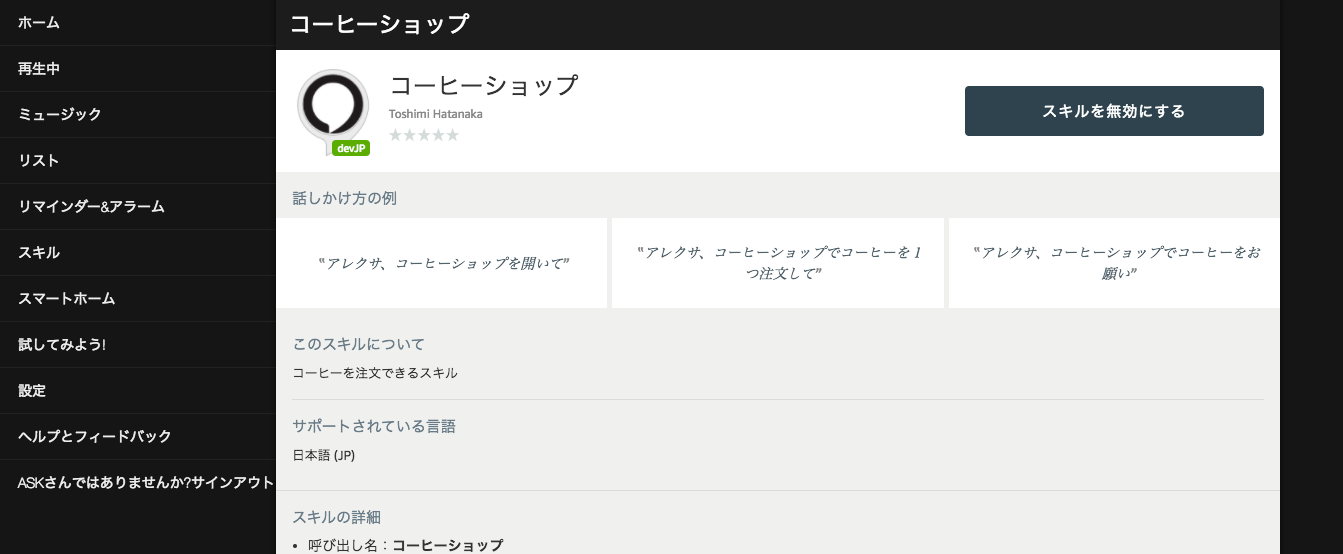 ホーム
再生中
ミュージック
リスト
リマインダー&アラーム
スキル
スマートホーム
試してみよう!
設定
ヘルプとフィードバック
ASKさんではありませんか?サインアウト
コーヒーショップ
コーヒーショップ
Toshimi Hatanaka
devJP
スキルを無効にする
話しかけ方の例
"アレクサ、コーヒーショップを開いて"
"アレクサ、コーヒーショップでコーヒーを 1
つ注文して"
"アレクサ、コーヒーショップでコーヒーをお
願い"
このスキルについて
コーヒーを注文できるスキル
サポートされている言語
日本語 (JP)
スキルの詳細
• 呼び出し名：コーヒーショップ